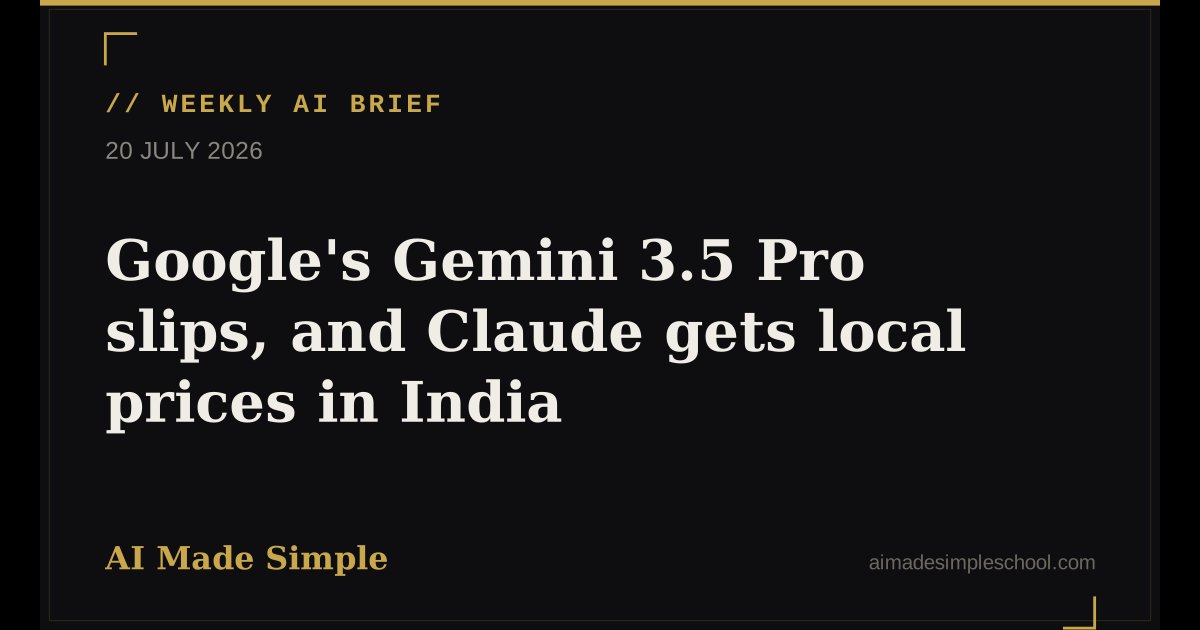 // WEEKLY AI BRIEF
20 JULY 2026
Google's Gemini 3.5 Pro
slips, and Claude gets local
prices in India
AI Made Simple
aimadesimpleschool.com